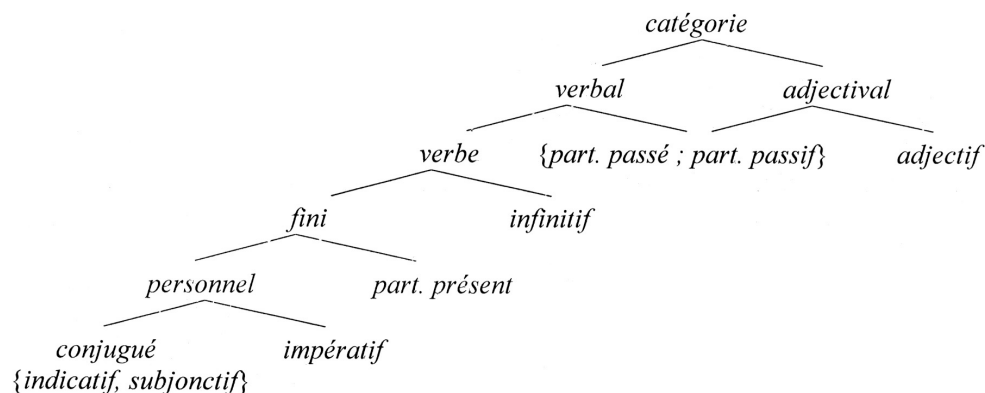 catégorie
verbal adjectival
verbe {part. passé ; part. passif} adjectif
fini infinitif
personnel part. présent
conjugué impératif
{indicatif, subjonctif}